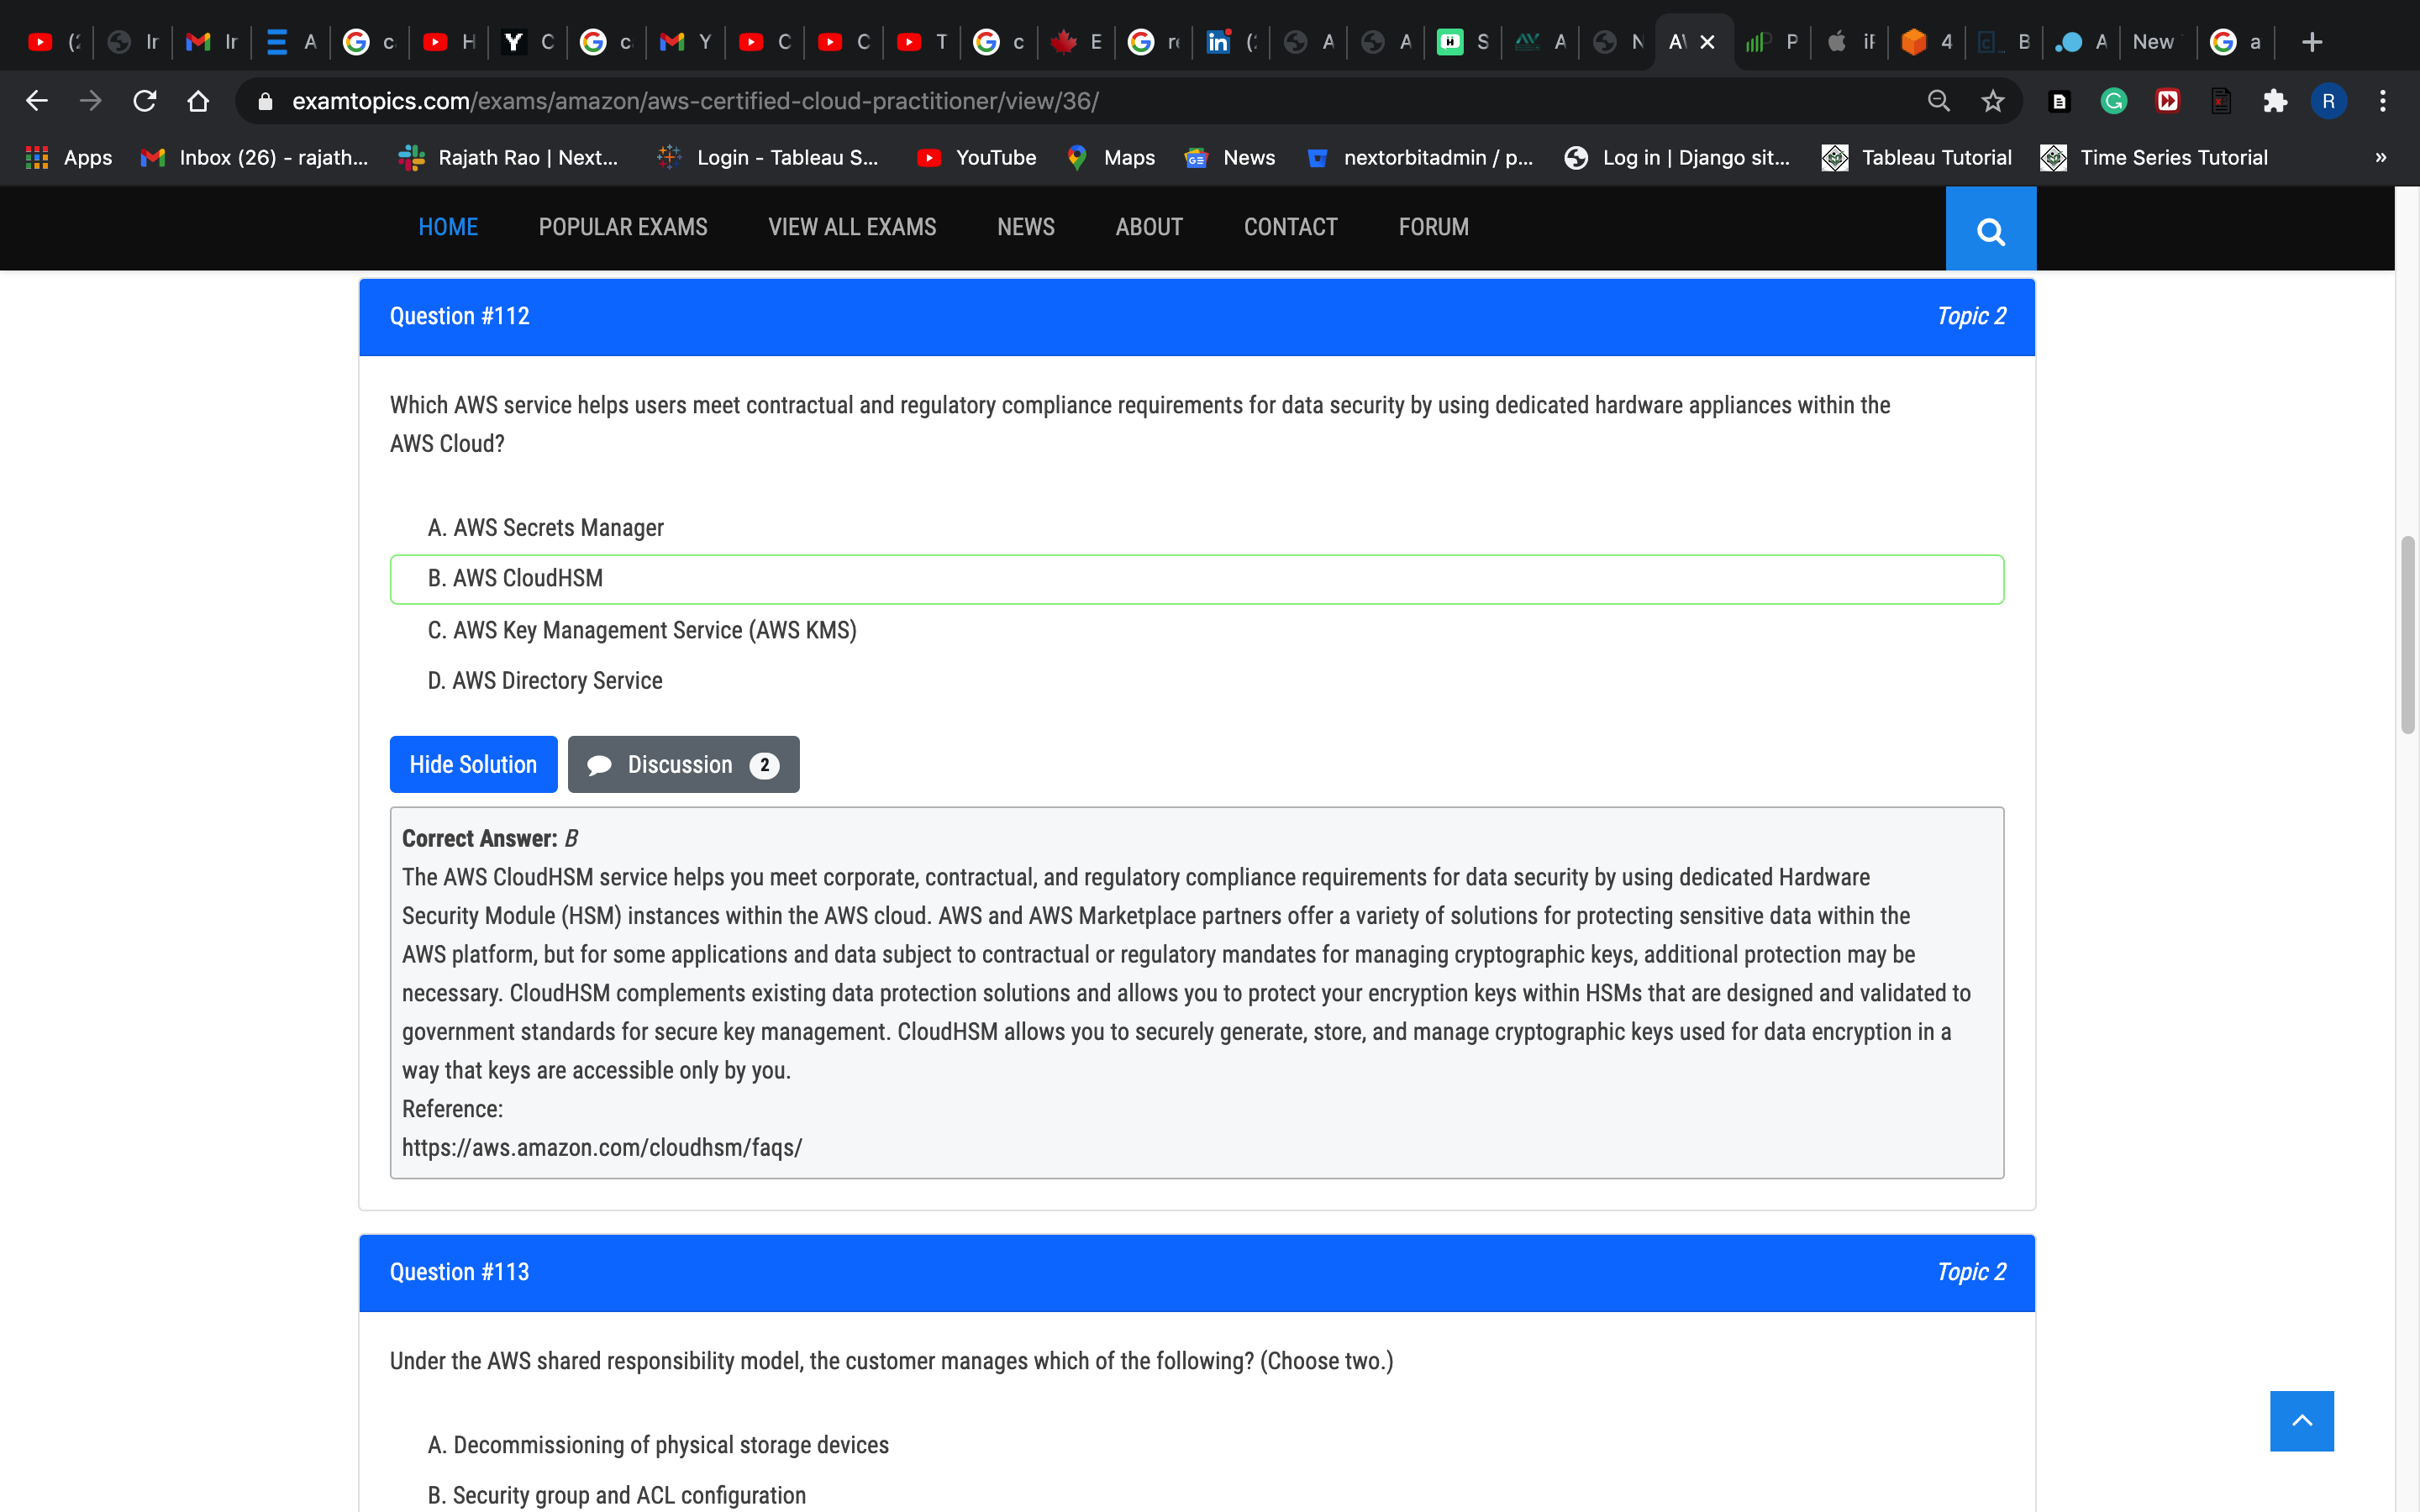 (2 Ir Ir A c H Y C c Y C C T c E r in (2 A A S A N A\ P iF 4 B A New a
examtopics.com/exams/amazon/aws-certified-cloud-practitioner/view/36/ R
Apps Inbox (26) - rajath... Rajath Rao | Next... Login - Tableau S... YouTube Maps News nextorbitadmin / p... Log in | Django sit... Tableau Tutorial Time Series Tutorial »
HOME POPULAR EXAMS VIEW ALL EXAMS NEWS ABOUT CONTACT FORUM
Question #112 Topic 2
Which AWS service helps users meet contractual and regulatory compliance requirements for data security by using dedicated hardware appliances within the
AWS Cloud?
A. AWS Secrets Manager
B. AWS CloudHSM
C. AWS Key Management Service (AWS KMS)
D. AWS Directory Service
Hide Solution Discussion 2
Correct Answer: B
The AWS CloudHSM service helps you meet corporate, contractual, and regulatory compliance requirements for data security by using dedicated Hardware
Security Module (HSM) instances within the AWS cloud. AWS and AWS Marketplace partners offer a variety of solutions for protecting sensitive data within the
AWS platform, but for some applications and data subject to contractual or regulatory mandates for managing cryptographic keys, additional protection may be
necessary. CloudHSM complements existing data protection solutions and allows you to protect your encryption keys within HSMs that are designed and validated to
government standards for secure key management. CloudHSM allows you to securely generate, store, and manage cryptographic keys used for data encryption in a
way that keys are accessible only by you.
Reference:
https://aws.amazon.com/cloudhsm/faqs/
Question #113 Topic 2
Under the AWS shared responsibility model, the customer manages which of the following? (Choose two.)
A. Decommissioning of physical storage devices
B. Security group and ACL configuration